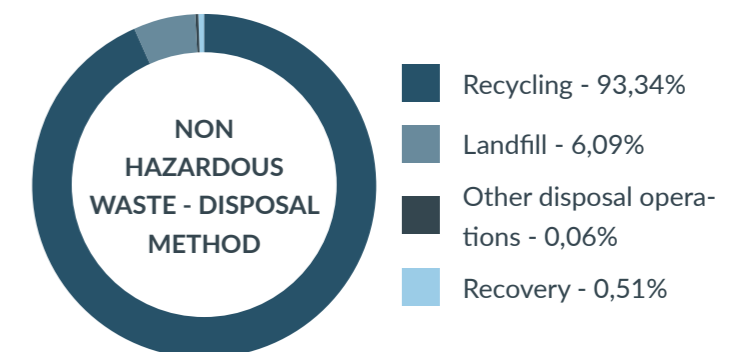 NON
HAZARDOUS
WASTE - DISPOSAL
METHOD
Recycling - 93,34%
Landfill - 6,09%
Other disposal opera-
tions - 0,06%
Recovery - 0,51%